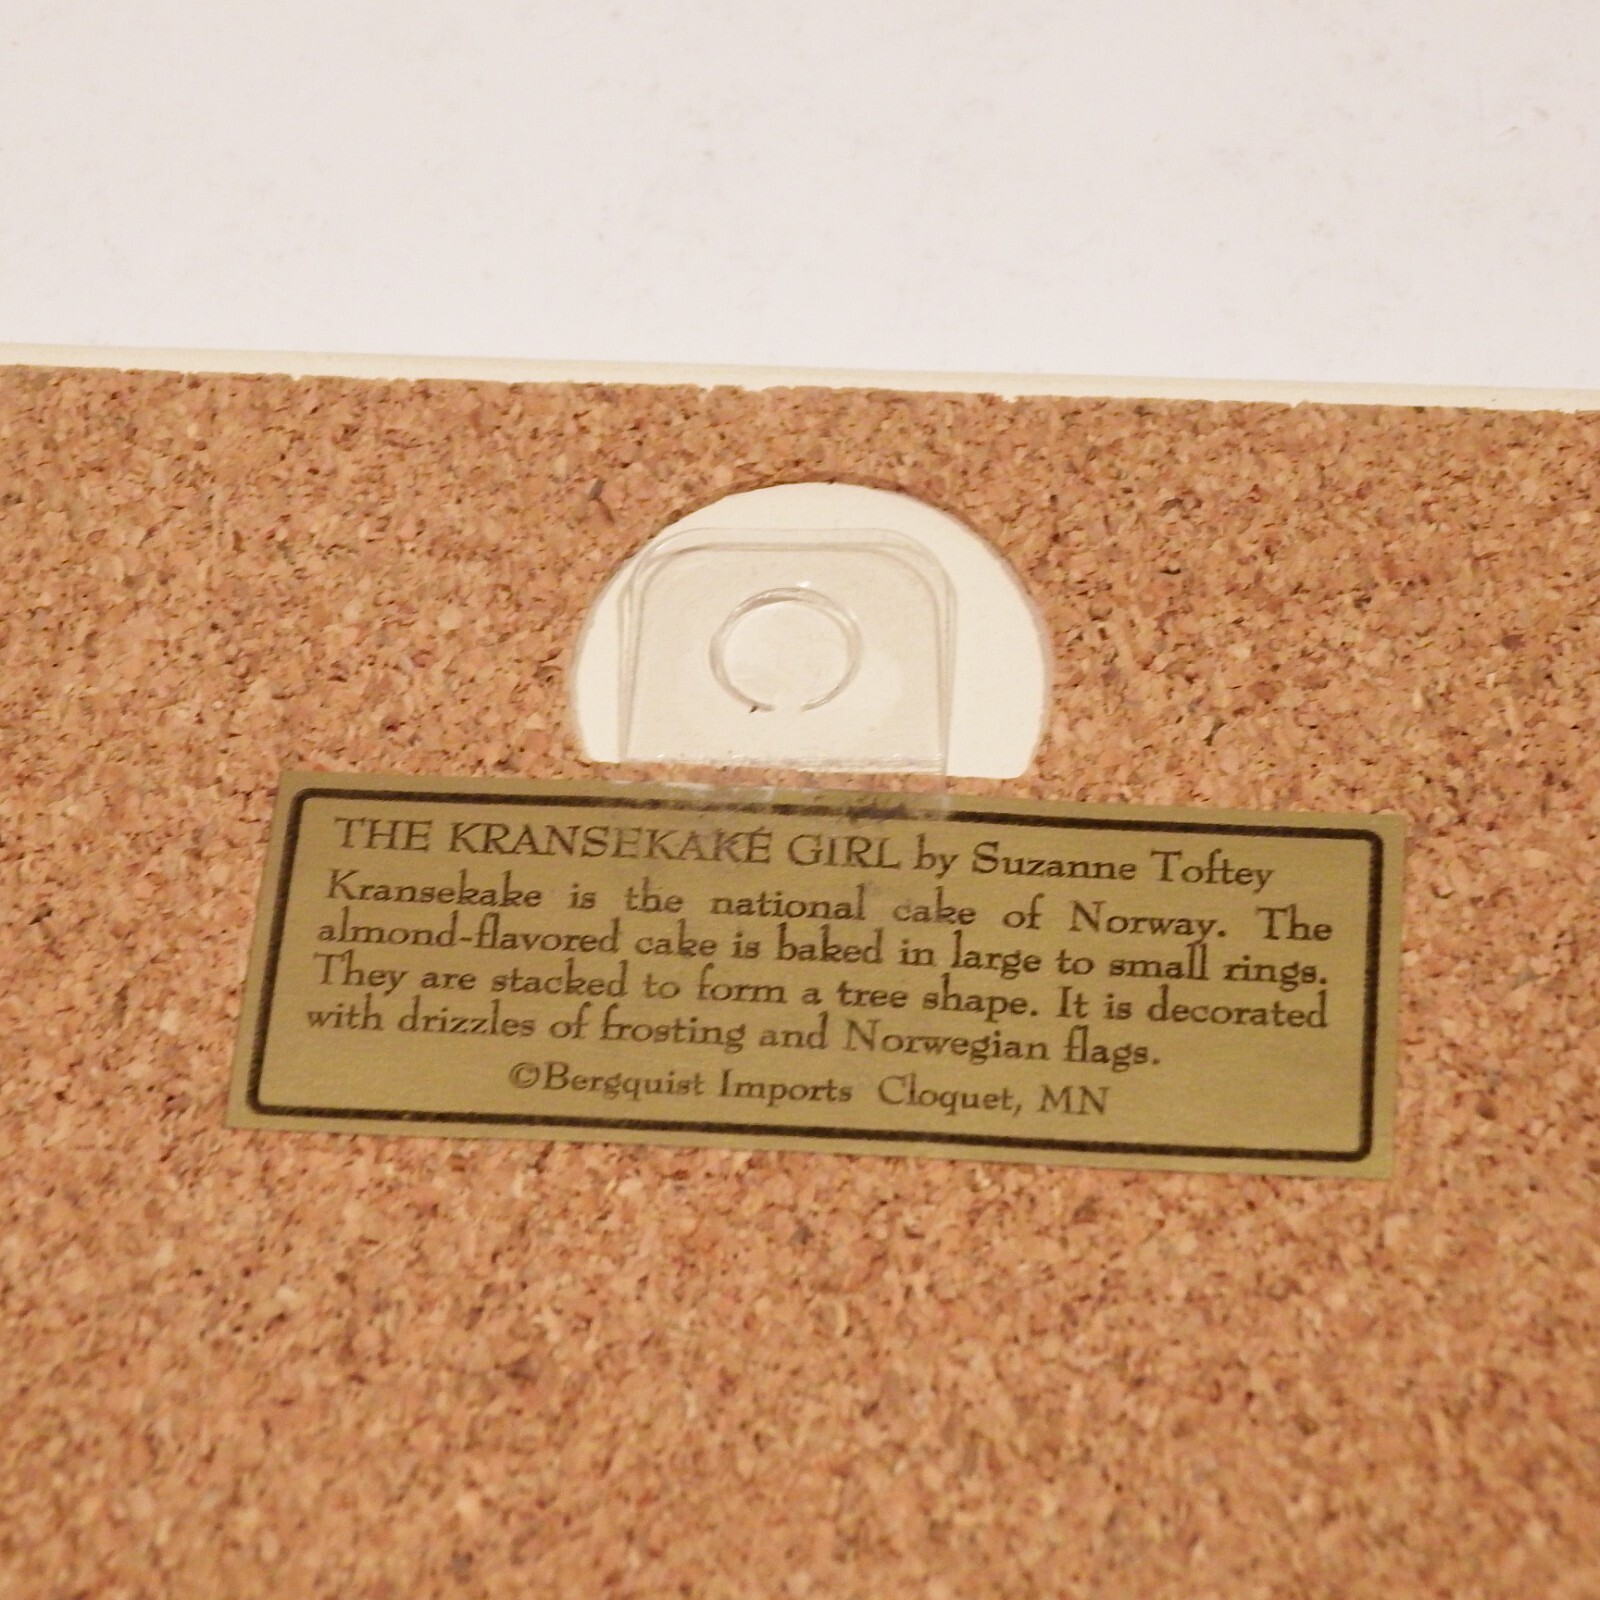 THE KRANSEKAKE GIRL by Suzanne Toftey
Kransekake is the national cake of Norway. The
almond-flavored cake is baked in large to small rings.
They are stacked to form a tree shape. It is decorated
with drizzles of frosting and Norwegian flags.
©Bergquist Imports Cloquet, MN